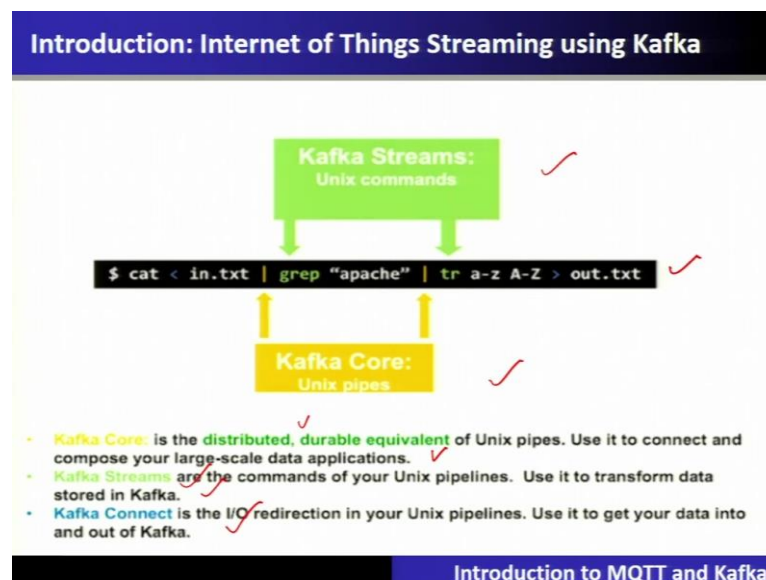 Introduction: Internet of Things Streaming using Kafka
Kafka Streams:
Unix commands
$ cat < in.txt | grep “apache” | tr a-z A-Z > out.txt
Kafka Core:
Unix pipes
• Kafka Core: is the distributed, durable equivalent of Unix pipes. Use it to connect and
compose your large-scale data applications.
• Kafka Streams are the commands of your Unix pipelines. Use it to transform data
stored in Kafka.
• Kafka Connect is the I/O redirection in your Unix pipelines. Use it to get your data into
and out of Kafka.
Introduction to MQTT and Kafka